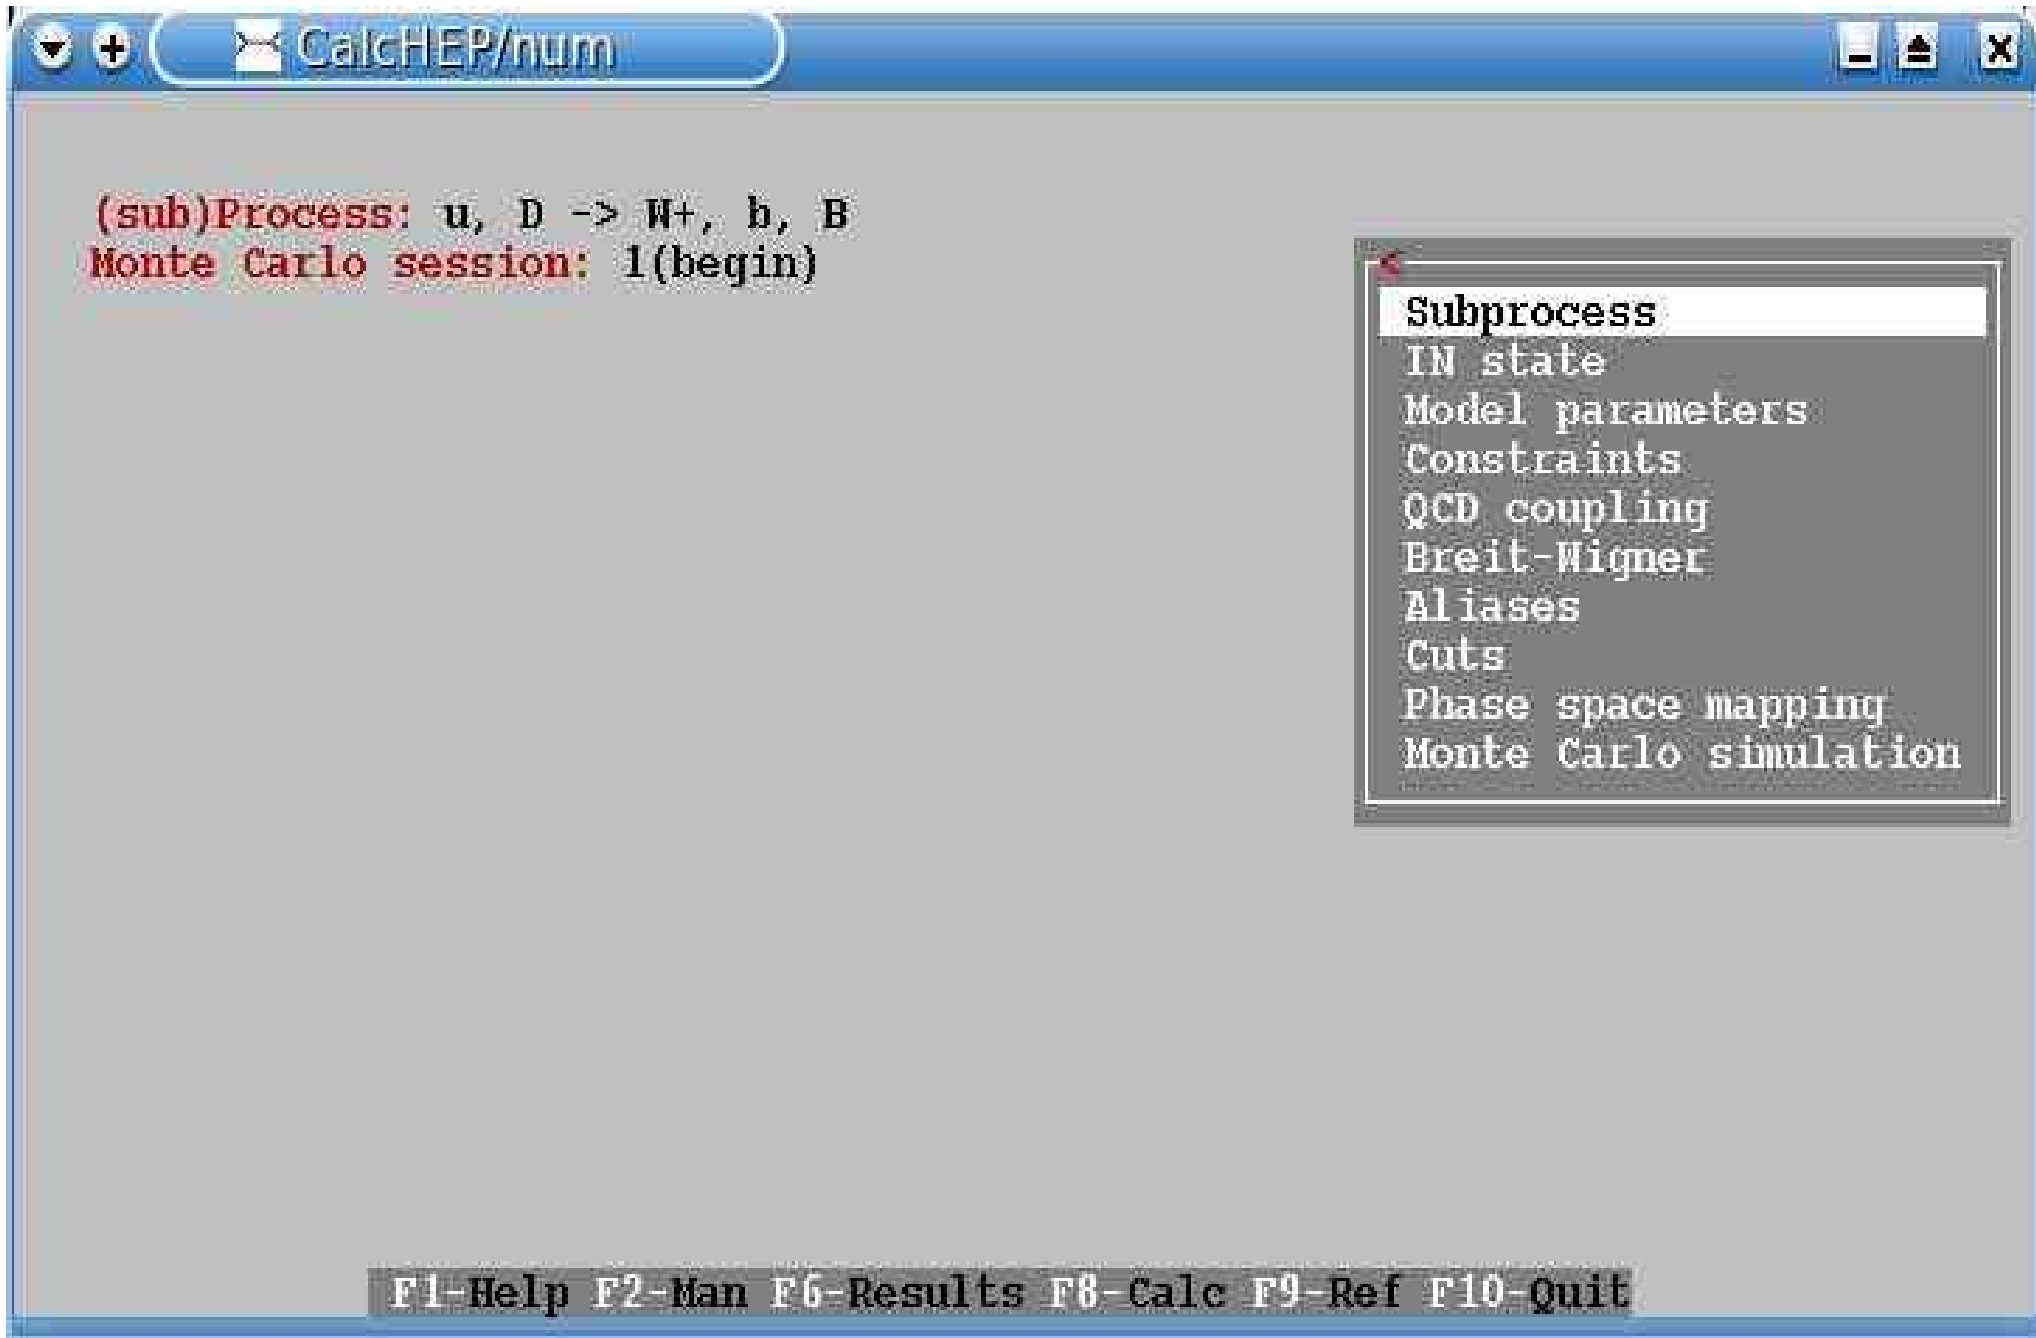 CalcHEP/num
(sub)Process: u, D -> W+, b, B
Monte Carlo session: 1(begin)
<
Subprocess
IN state
Model parameters
Constraints
QCD coupling
Breit-Wigner
Aliases
Cuts
Phase space mapping
Monte Carlo simulation
F1-Help F2-Man F6-Results F8-Calc F9-Ref F10-Quit